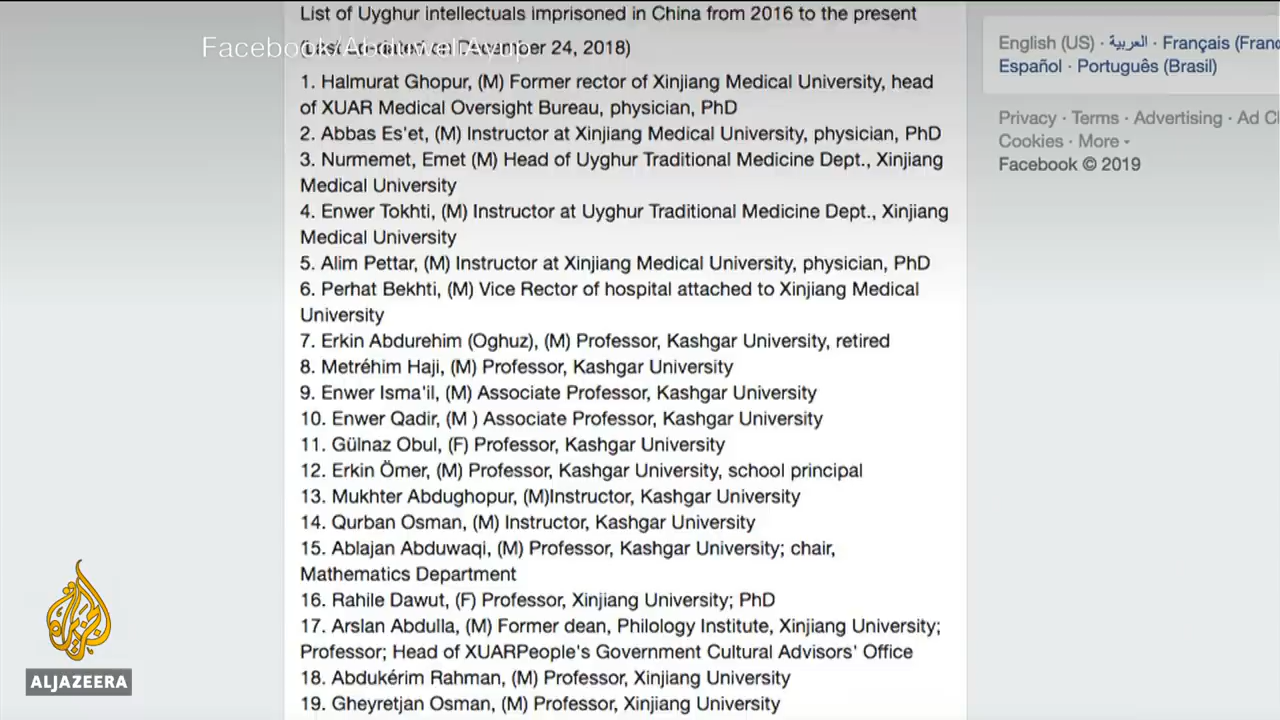 List of Uyghur intellectuals imprisoned in China from 2016 to the present
Facebook/Abduweli Ayup
(Last up-dated on December 24, 2018)
1. Halmurat Ghopur, (M) Former rector of Xinjiang Medical University, head
of XUAR Medical Oversight Bureau, physician, PhD
2. Abbas Es'et, (M) Instructor at Xinjiang Medical University, physician, PhD
3. Nurmemet, Emet (M) Head of Uyghur Traditional Medicine Dept., Xinjiang
Medical University
4. Enwer Tokhti, (M) Instructor at Uyghur Traditional Medicine Dept., Xinjiang
Medical University
5. Alim Pettar, (M) Instructor at Xinjiang Medical University, physician, PhD
6. Perhat Bekhti, (M) Vice Rector of hospital attached to Xinjiang Medical
University
7. Erkin Abdurehim (Oghuz), (M) Professor, Kashgar University, retired
8. Metréhim Haji, (M) Professor, Kashgar University
9. Enwer Isma'il, (M) Associate Professor, Kashgar University
10. Enwer Qadir, (M ) Associate Professor, Kashgar University
11. Gülnaz Obul, (F) Professor, Kashgar University
12. Erkin Ömer, (M) Professor, Kashgar University, school principal
13. Mukhter Abdughopur, (M)Instructor, Kashgar University
14. Qurban Osman, (M) Instructor, Kashgar University
15. Ablajan Abduwaqi, (M) Professor, Kashgar University; chair,
Mathematics Department
16. Rahile Dawut, (F) Professor, Xinjiang University; PhD
17. Arslan Abdulla, (M) Former dean, Philology Institute, Xinjiang University;
Professor; Head of XUARPeople's Government Cultural Advisors' Office
18. Abdukérim Rahman, (M) Professor, Xinjiang University
19. Gheyretjan Osman, (M) Professor, Xinjiang University
English (US) · العربية · Français (Franc
Español · Português (Brasil)
Privacy · Terms · Advertising · Ad C
Cookies · More
Facebook © 2019
ALJAZEERA